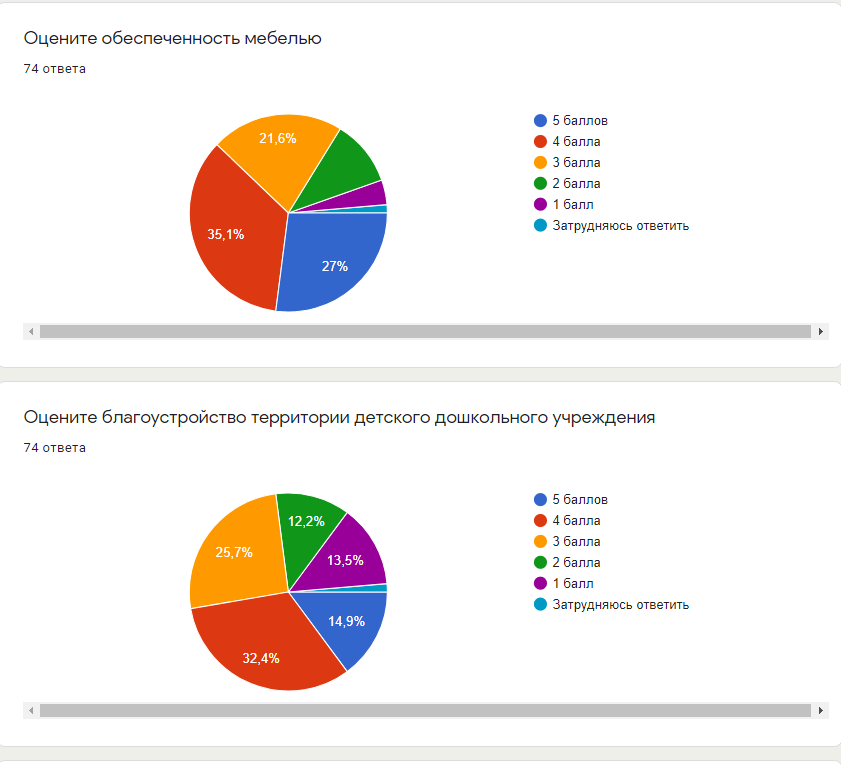 Оцените обеспеченность мебелью
74 ответа
21,6%
35,1%
27%
5 баллов
4 балла
3 балла
2 балла
1 балл
Затрудняюсь ответить
Оцените благоустройство территории детского дошкольного учреждения
74 ответа
12,2%
25,7%
13,5%
14,9%
32,4%
5 баллов
4 балла
3 балла
2 балла
1 балл
Затрудняюсь ответить